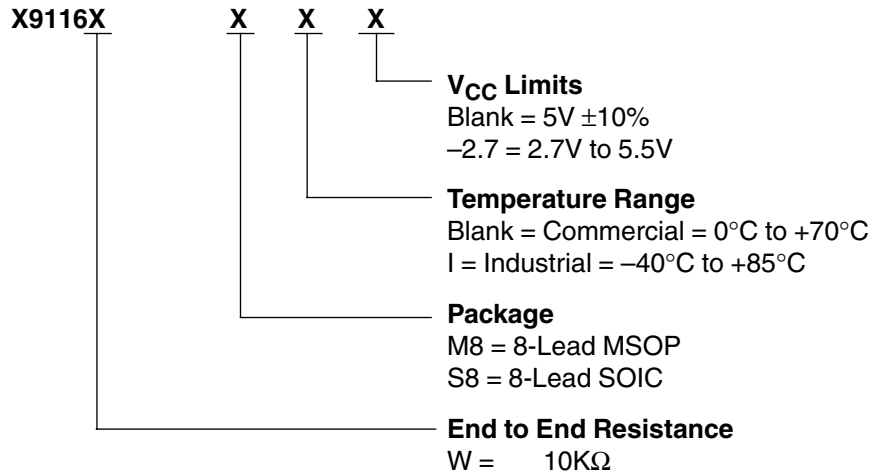 X9116X X X X
V_CC Limits
Blank = 5V ±10%
–2.7 = 2.7V to 5.5V
Temperature Range
Blank = Commercial = 0°C to +70°C
I = Industrial = –40°C to +85°C
Package
M8 = 8-Lead MSOP
S8 = 8-Lead SOIC
End to End Resistance
W = 10KΩ